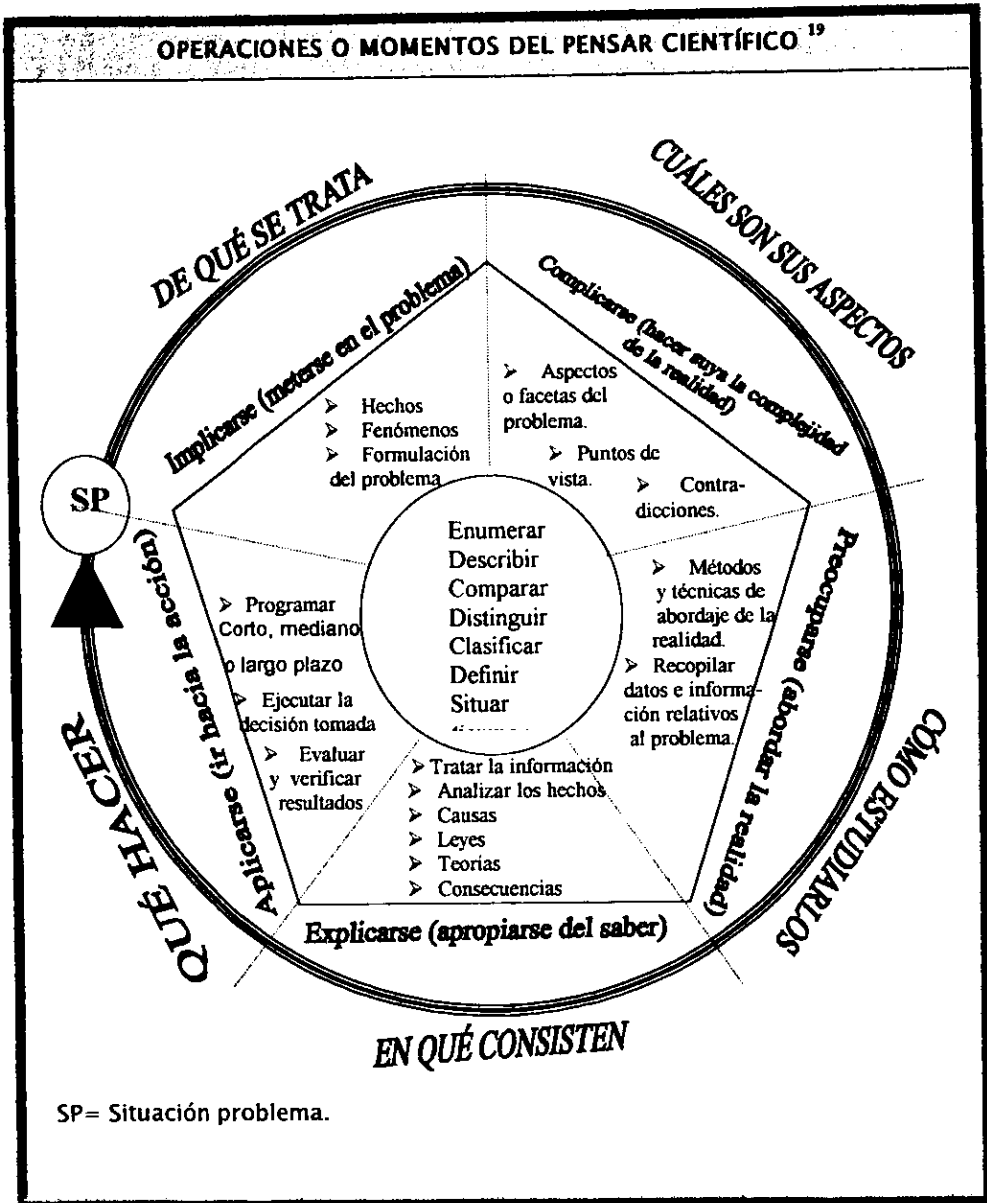 OPERACIONES O MOMENTOS DEL PENSAR CIENTÍFICO 19
DE QUÉ SE TRATA
CUÁLES SON SUS ASPECTOS
Implicarse (meterse en el problema)
Complicarse (hacer suya la complejidad
de la realidad)
➢ Hechos
➢ Fenómenos
➢ Formulación
del problema
➢ Aspectos
o facetas del
problema.
➢ Puntos de
vista.
➢ Contra-
dicciones.
SP
Enumerar
Describir
Comparar
Distinguir
Clasificar
Definir
Situar
Preocuparse (abordar la realidad)
➢ Métodos
y técnicas de
abordaje de la
realidad.
➢ Recopilar
datos e informa-
ción relativos
al problema.
CÓMO ESTUDIARLOS
Aplicarse (ir hacia la acción)
➢ Programar
Corto, mediano
o largo plazo
➢ Ejecutar la
decisión tomada
➢ Evaluar
y verificar
resultados
QUÉ HACER
➢ Tratar la información
➢ Analizar los hechos
➢ Causas
➢ Leyes
➢ Teorías
➢ Consecuencias
Explicarse (apropiarse del saber)
EN QUÉ CONSISTEN
SP= Situación problema.